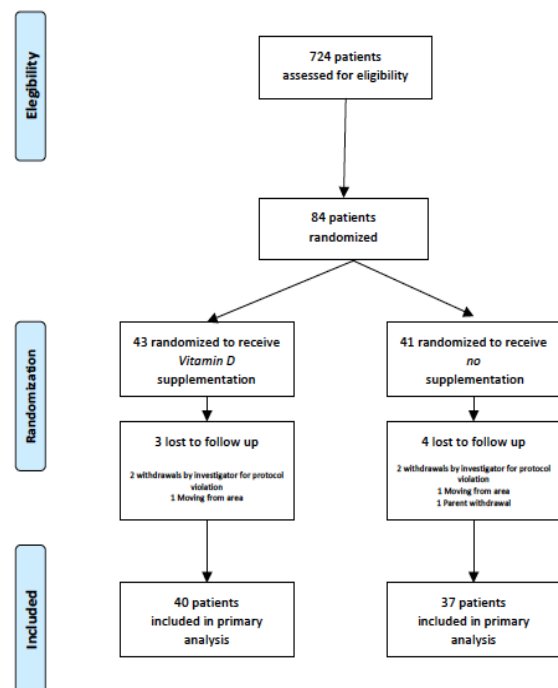 Elegibility
724 patients
assessed for eligibility
84 patients
randomized
Randomization
43 randomized to receive
Vitamin D
supplementation
41 randomized to receive
no
supplementation
3 lost to follow up
2 withdrawals by investigator for protocol
violation
1 Moving from area
4 lost to follow up
2 withdrawals by investigator for protocol
violation
1 Moving from area
1 Parent withdrawal
Included
40 patients
included in primary
analysis
37 patients
included in primary
analysis